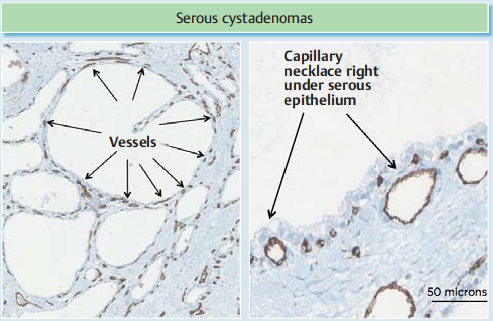 Serous cystadenomas
Vessels
Capillary
necklace right
under serous
epithelium
50 microns